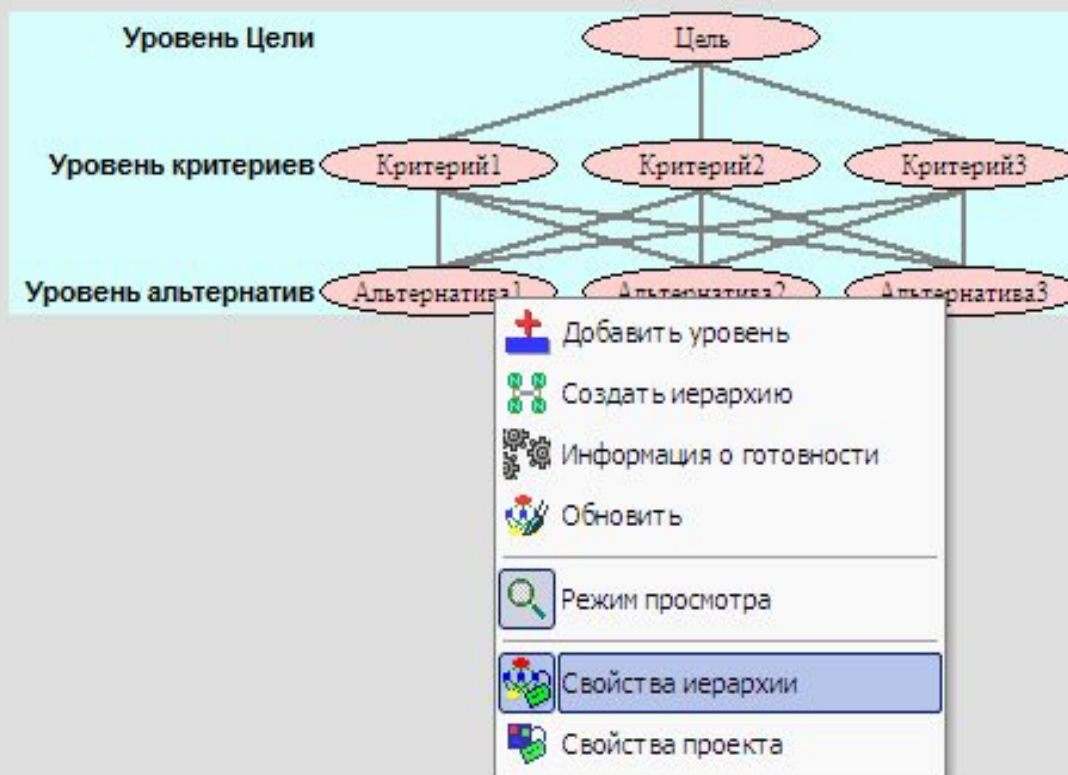 Уровень Цели Цель
Уровень критериев Критерий1 Критерий2 Критерий3
Уровень альтернатив Альтернатива1 Альтернатива2 Альтернатива3
Добавить уровень
N N
N N
Создать иерархию
Информация о готовности
Обновить
Режим просмотра
Свойства иерархии
Свойства проекта